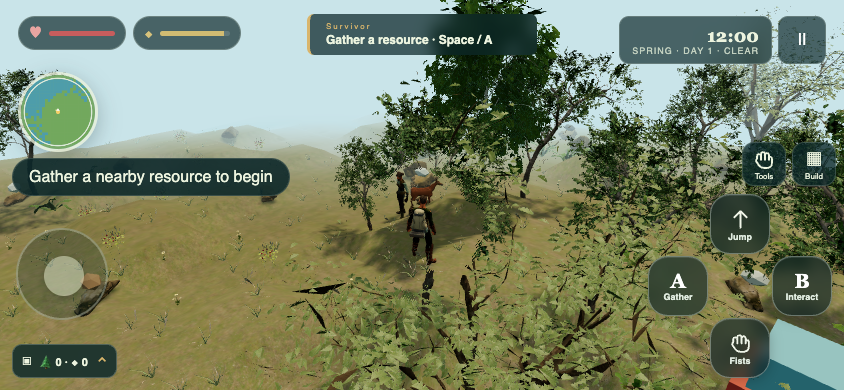 Survivor
Gather a resource · Space / A
12:00
SPRING · DAY 1 · CLEAR
Gather a nearby resource to begin
Tools
Build
Jump
A
Gather
B
Interact
Fists
0 · ◆ 0